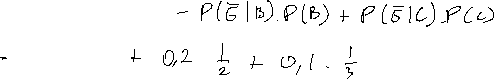 - P(Ē|B).P(B) + P(Ē|C).P(C)
- + 0,2 1/2 + 0,1 . 1/3